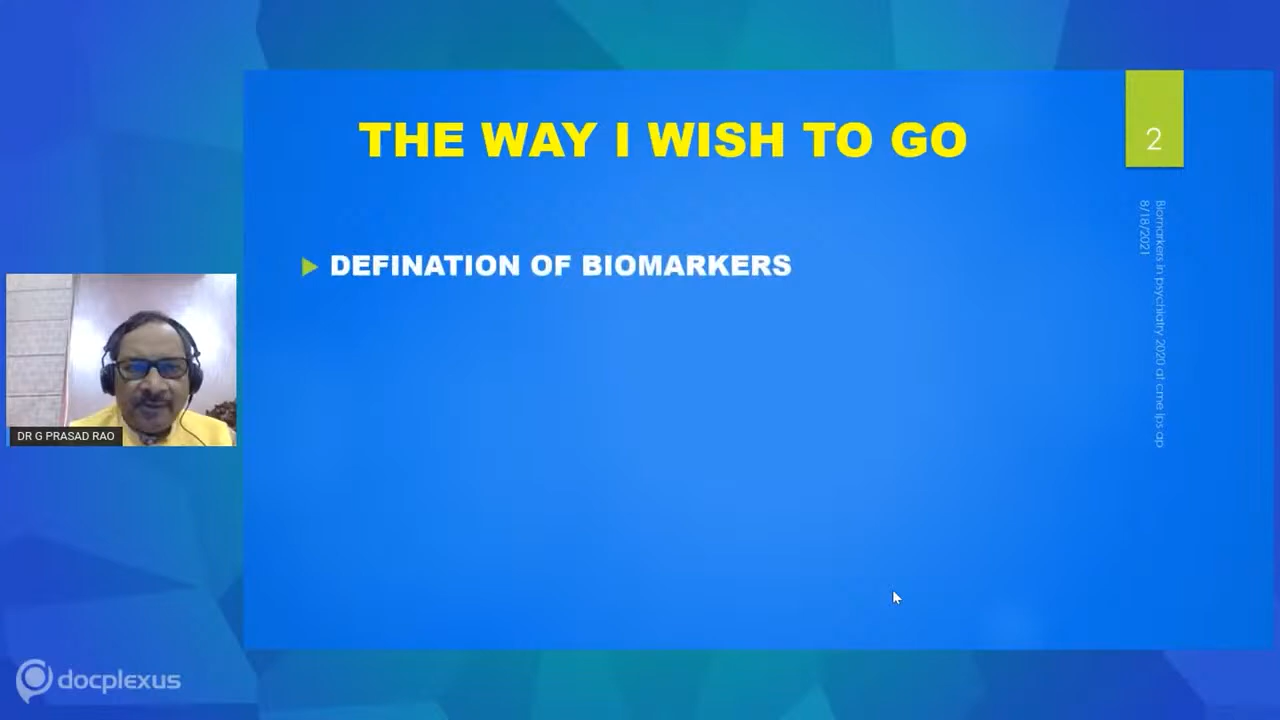 THE WAY I WISH TO GO
2
DEFINATION OF BIOMARKERS
Biomarkers in psychiatry 2020 at cme ips ap
8/18/2021
DR G PRASAD RAO
docplexus